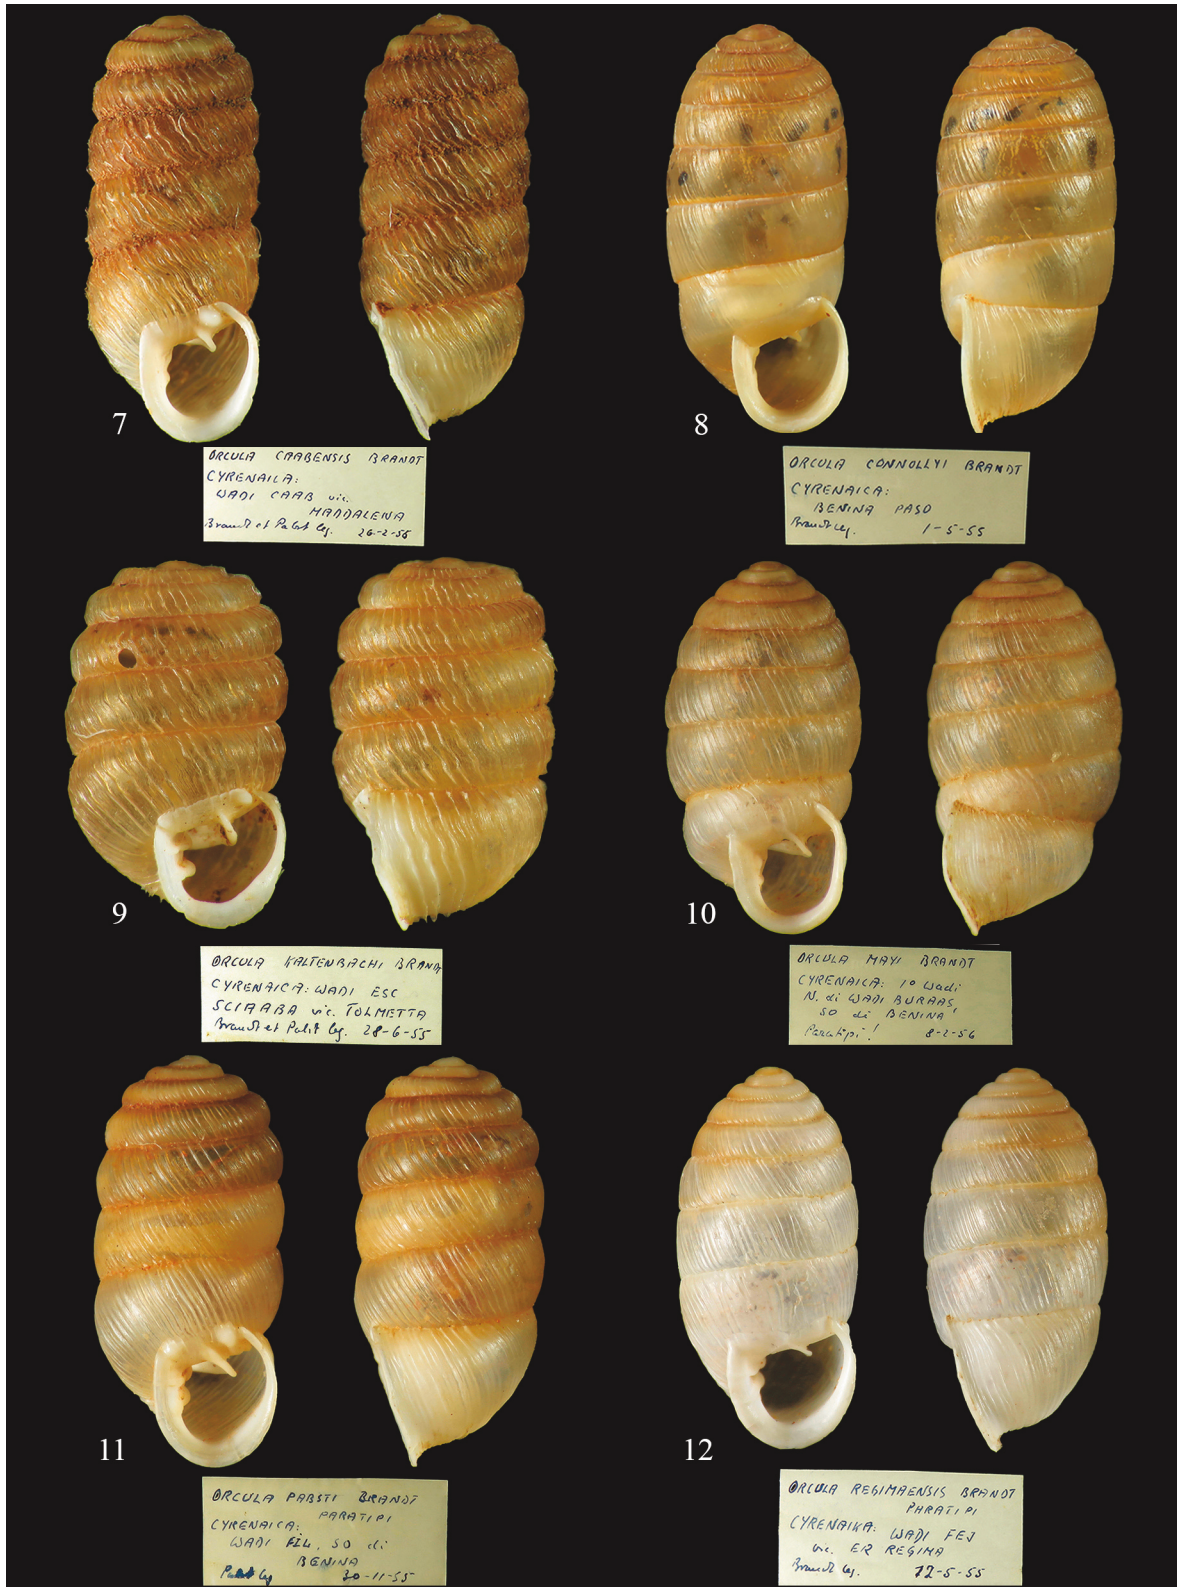 7
ORCULA CAABENSIS BRANDT
CYRENAICA:
WADI CAAB vic.
MADDALENA
Brandt et Palit leg. 26-2-56
8
ORCULA CONNOLLYI BRANDT
CYRENAICA:
BENINA PASO
Brandt leg. 1-5-55
9
ORCULA KALTENBACHI BRANDT
CYRENAICA: WADI ESC
SCIAABA vic. TOLMETTA
Brandt et Palit leg. 28-6-55
10
ORCULA MAYI BRANDT
CYRENAICA: 1º Wadi
N. di WADI BURAAS,
SO di BENINA
Paratipi! 8-2-56
11
ORCULA PABSTI BRANDT
PARATIPI
CYRENAICA:
WADI FIL, SO di
BENINA
leg 30-11-55
12
ORCULA REGIMAENSIS BRANDT
PARATIPI
CYRENAIKA: WADI FEJ
vic. ER REGIMA
Brandt leg. 12-5-55